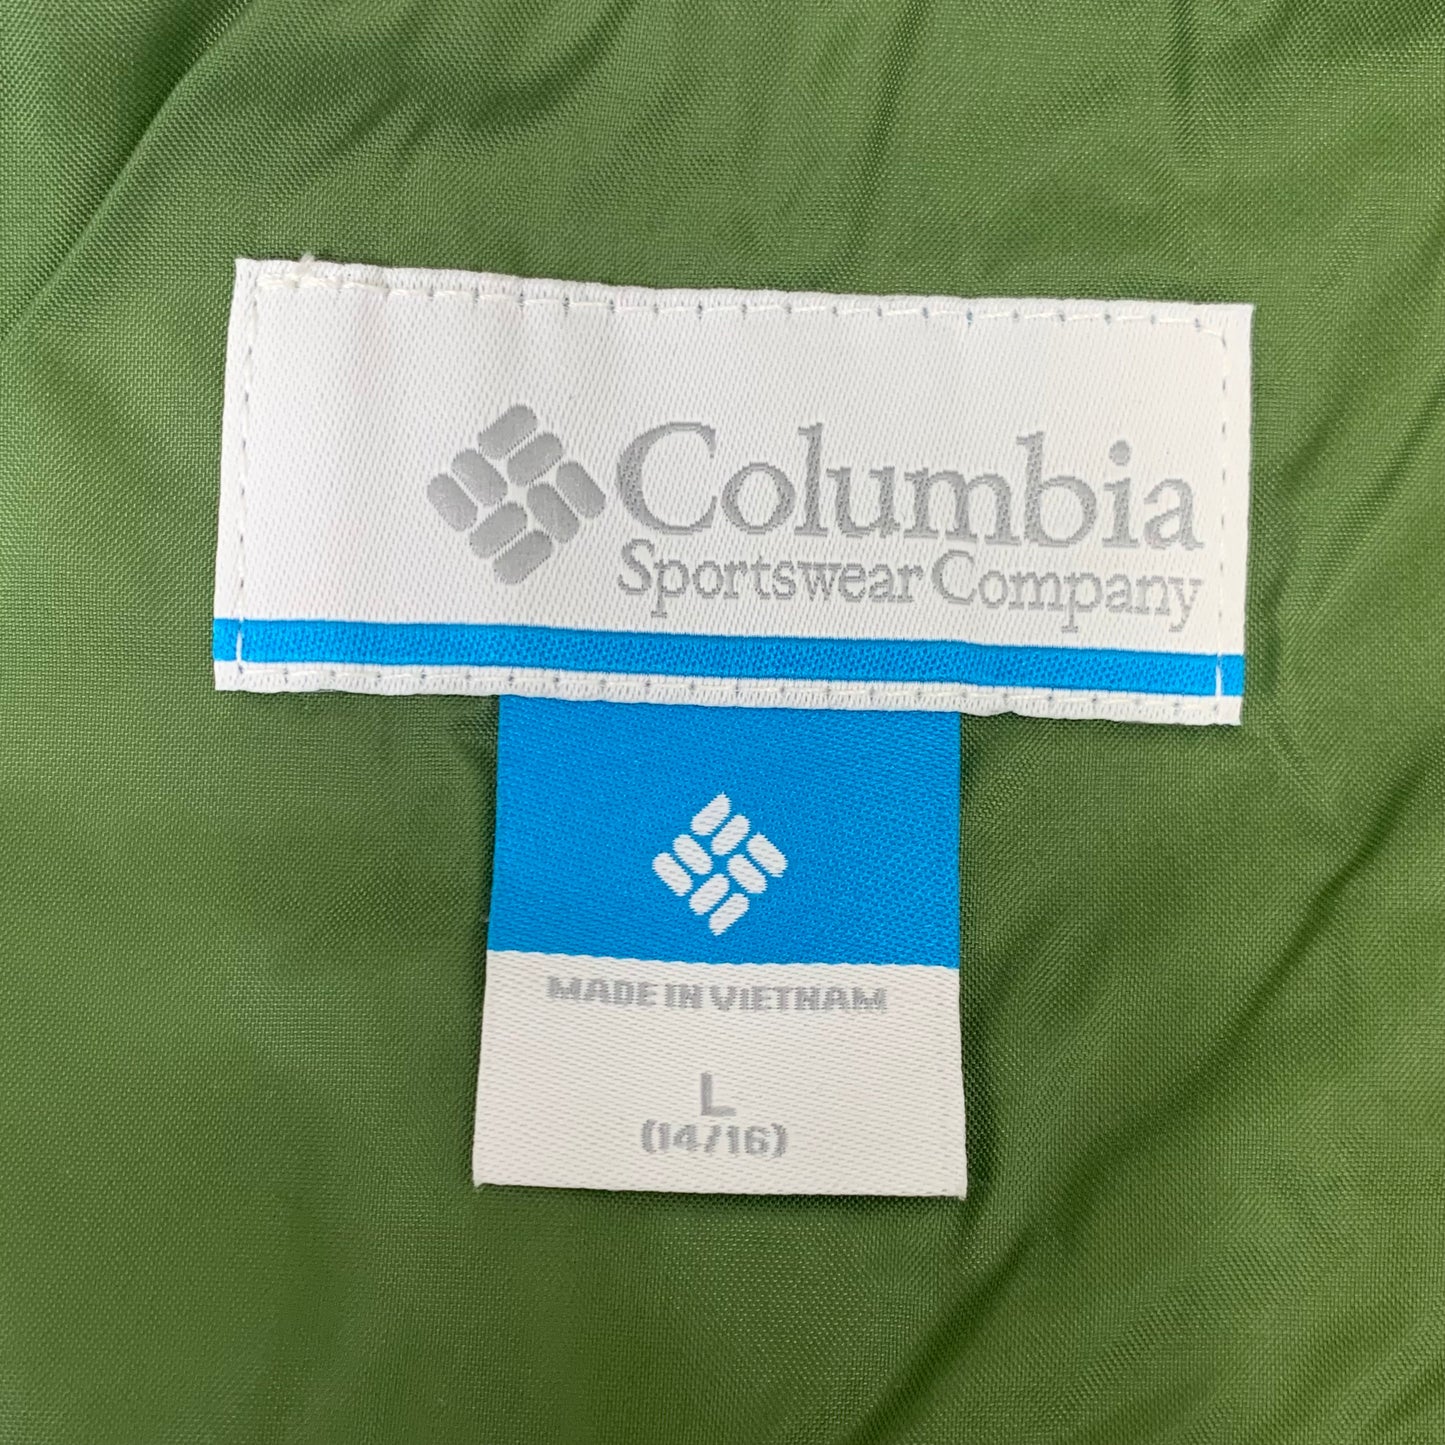 Columbia
Sportswear Company
MADE IN VIETNAM
L
(14/16)